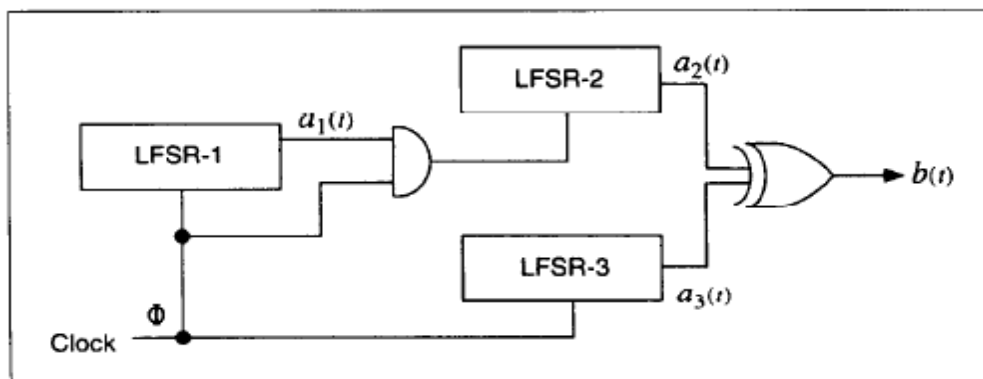 LFSR-2
a₂(t)
a₁(t)
LFSR-1
b(t)
LFSR-3
a₃(t)
Φ
Clock